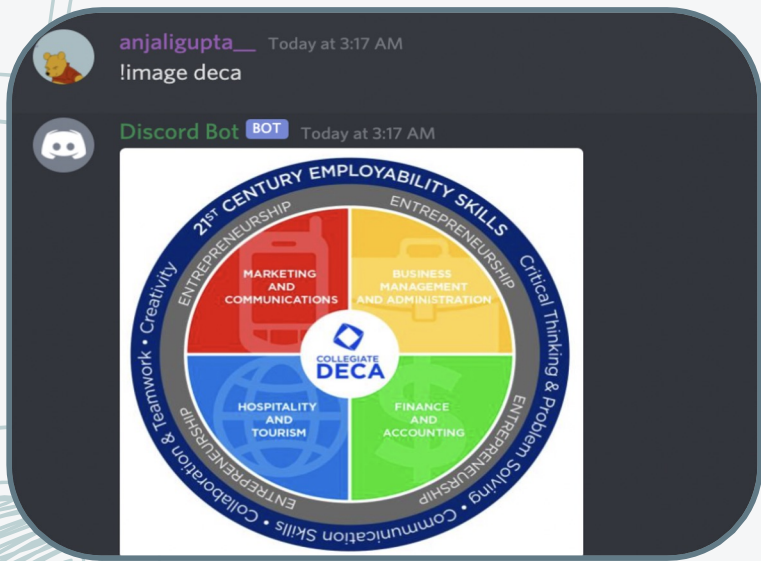 anjaligupta__ Today at 3:17 AM
!image deca
Discord Bot BOT Today at 3:17 AM
21ST CENTURY EMPLOYABILITY SKILLS
Critical Thinking & Problem Solving • Communication Skills • Collaboration & Teamwork • Creativity
ENTREPRENEURSHIP
ENTREPRENEURSHIP
MARKETING
AND
COMMUNICATIONS
BUSINESS
MANAGEMENT
AND ADMINISTRATION
COLLEGIATE
DECA
HOSPITALITY
AND
TOURISM
FINANCE
AND
ACCOUNTING
ENTREPRENEURSHIP
ENTREPRENEURSHIP